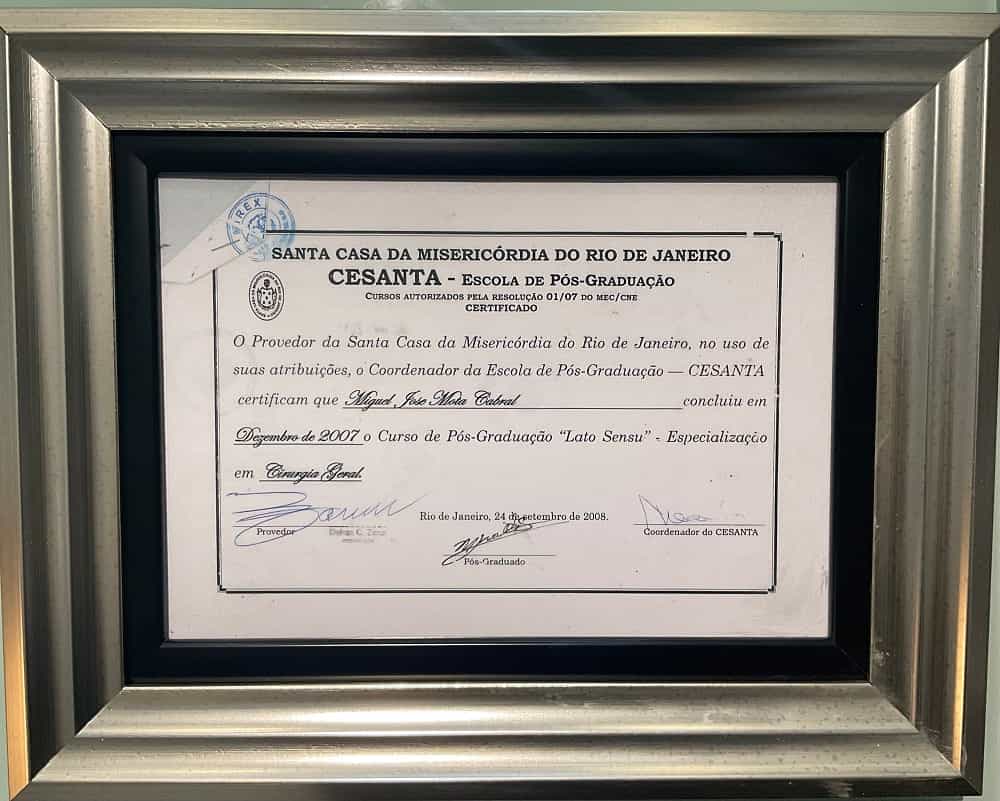 IREX
SANTA CASA DA MISERICÓRDIA DO RIO DE JANEIRO
CESANTA - ESCOLA DE PÓS-GRADUAÇÃO
CURSOS AUTORIZADOS PELA RESOLUÇÃO 01/07 DO MEC/CNE
CERTIFICADO
O Provedor da Santa Casa da Misericórdia do Rio de Janeiro, no uso de
suas atribuições, o Coordenador da Escola de Pós-Graduação — CESANTA
certificam que Miguel Jose Mota Cabral concluiu em
Dezembro de 2007 o Curso de Pós-Graduação "Lato Sensu" - Especialização
em Cirurgia Geral.
Rio de Janeiro, 24 de setembro de 2008.
Provedor
Coordenador do CESANTA
Pós-Graduado